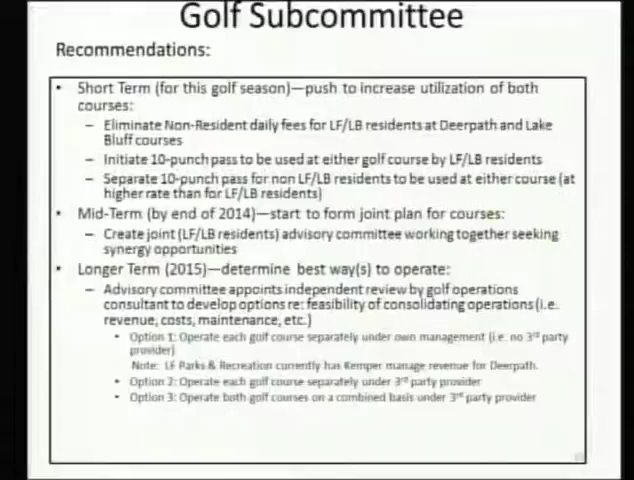 Golf Subcommittee
Recommendations:
• Short Term (for this golf season)—push to increase utilization of both
courses:
– Eliminate Non-Resident daily fees for LF/LB residents at Deerpath and Lake
Bluff courses
– Initiate 10-punch pass to be used at either golf course by LF/LB residents
– Separate 10-punch pass for non LF/LB residents to be used at either course (at
higher rate than for LF/LB residents)
• Mid-Term (by end of 2014)—start to form joint plan for courses:
– Create joint (LF/LB residents) advisory committee working together seeking
synergy opportunities
• Longer Term (2015)—determine best way(s) to operate:
– Advisory committee appoints independent review by golf operations
consultant to develop options re: feasibility of consolidating operations (i.e.
revenue, costs, maintenance, etc.)
• Option 1: Operate each golf course separately under own management (i.e. no 3rd party
provider)
Note: LF Parks & Recreation currently has Kemper manage revenue for Deerpath.
• Option 2: Operate each golf course separately under 3rd party provider
• Option 3: Operate both golf courses on a combined basis under 3rd party provider